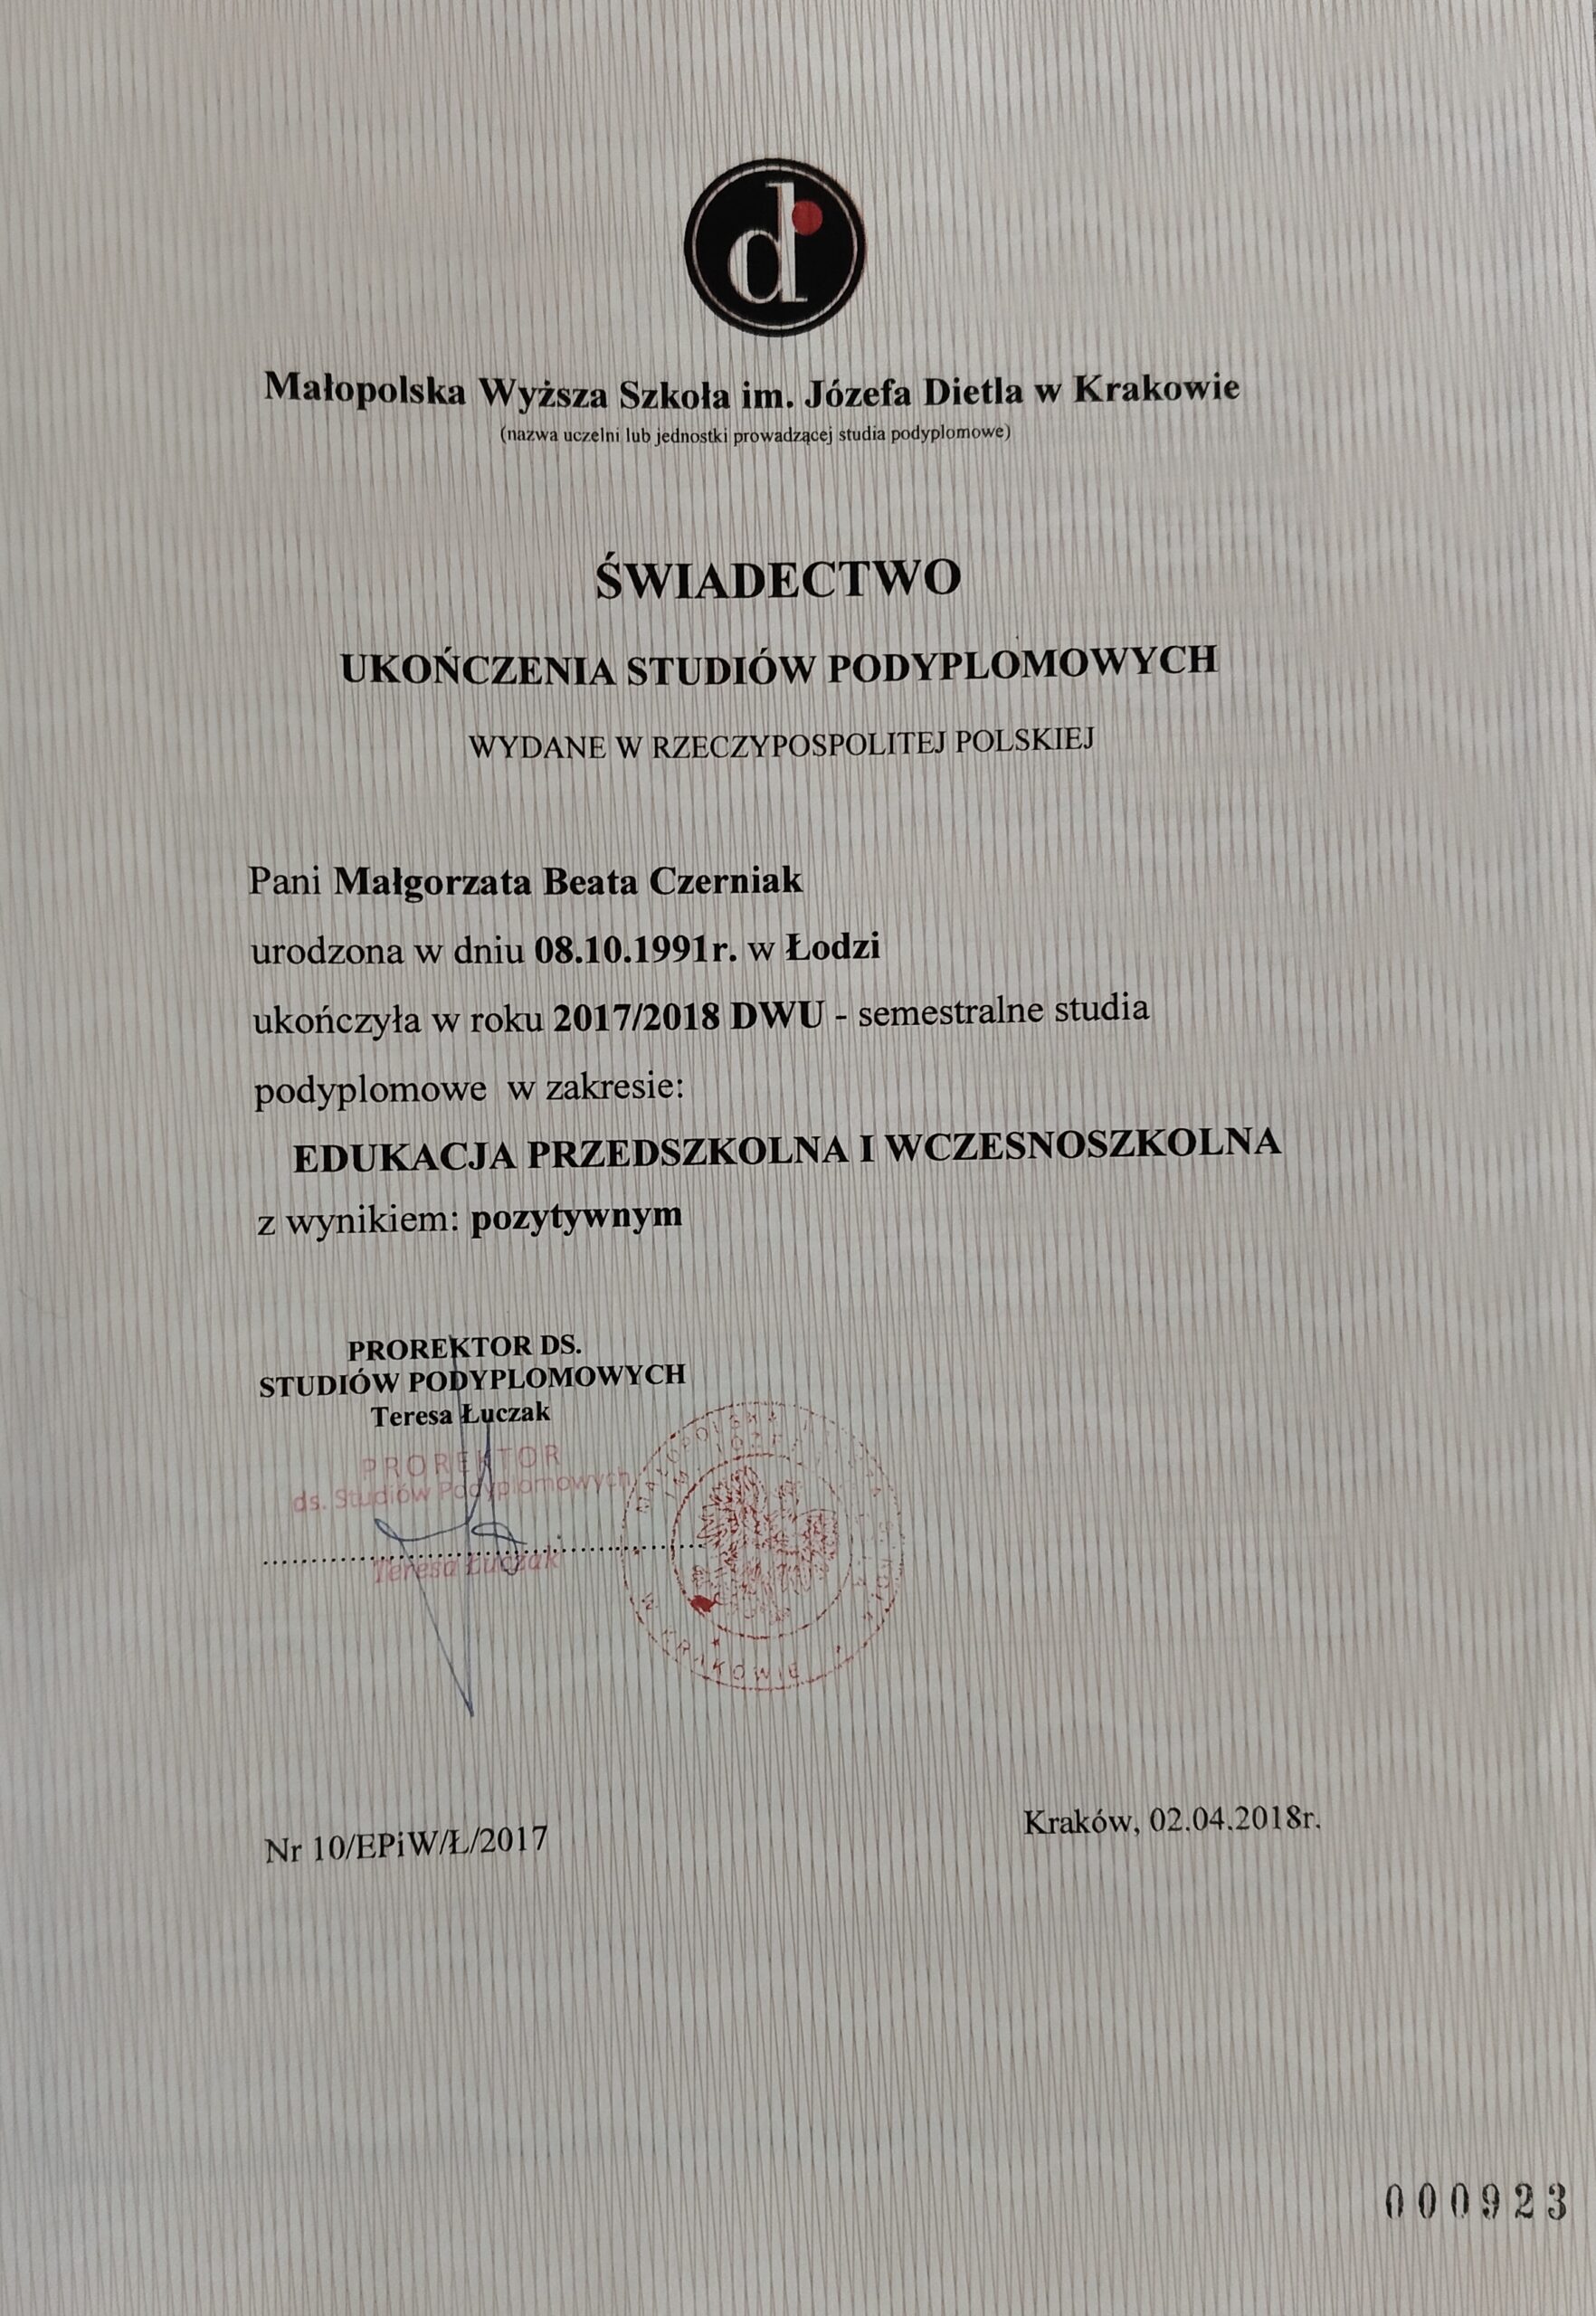 d
Małopolska Wyższa Szkoła im. Józefa Dietla w Krakowie
(nazwa uczelni lub jednostki prowadzącej studia podyplomowe)
ŚWIADECTWO
UKOŃCZENIA STUDIÓW PODYPLOMOWYCH
WYDANE W RZECZYPOSPOLITEJ POLSKIEJ
Pani Małgorzata Beata Czerniak
urodzona w dniu 08.10.1991r. w Łodzi
ukończyła w roku 2017/2018 DWU - semestralne studia
podyplomowe w zakresie:
EDUKACJA PRZEDSZKOLNA I WCZESNOSZKOLNA
z wynikiem: pozytywnym
PROREKTOR DS.
STUDIÓW PODYPLOMOWYCH
Teresa Łuczak
PROREKTOR
ds. Studiów Podyplomowych
Teresa Łuczak
MAŁOPOLSKA
W KRAKOWIE
Nr 10/EPiW/Ł/2017
Kraków, 02.04.2018r.
000923